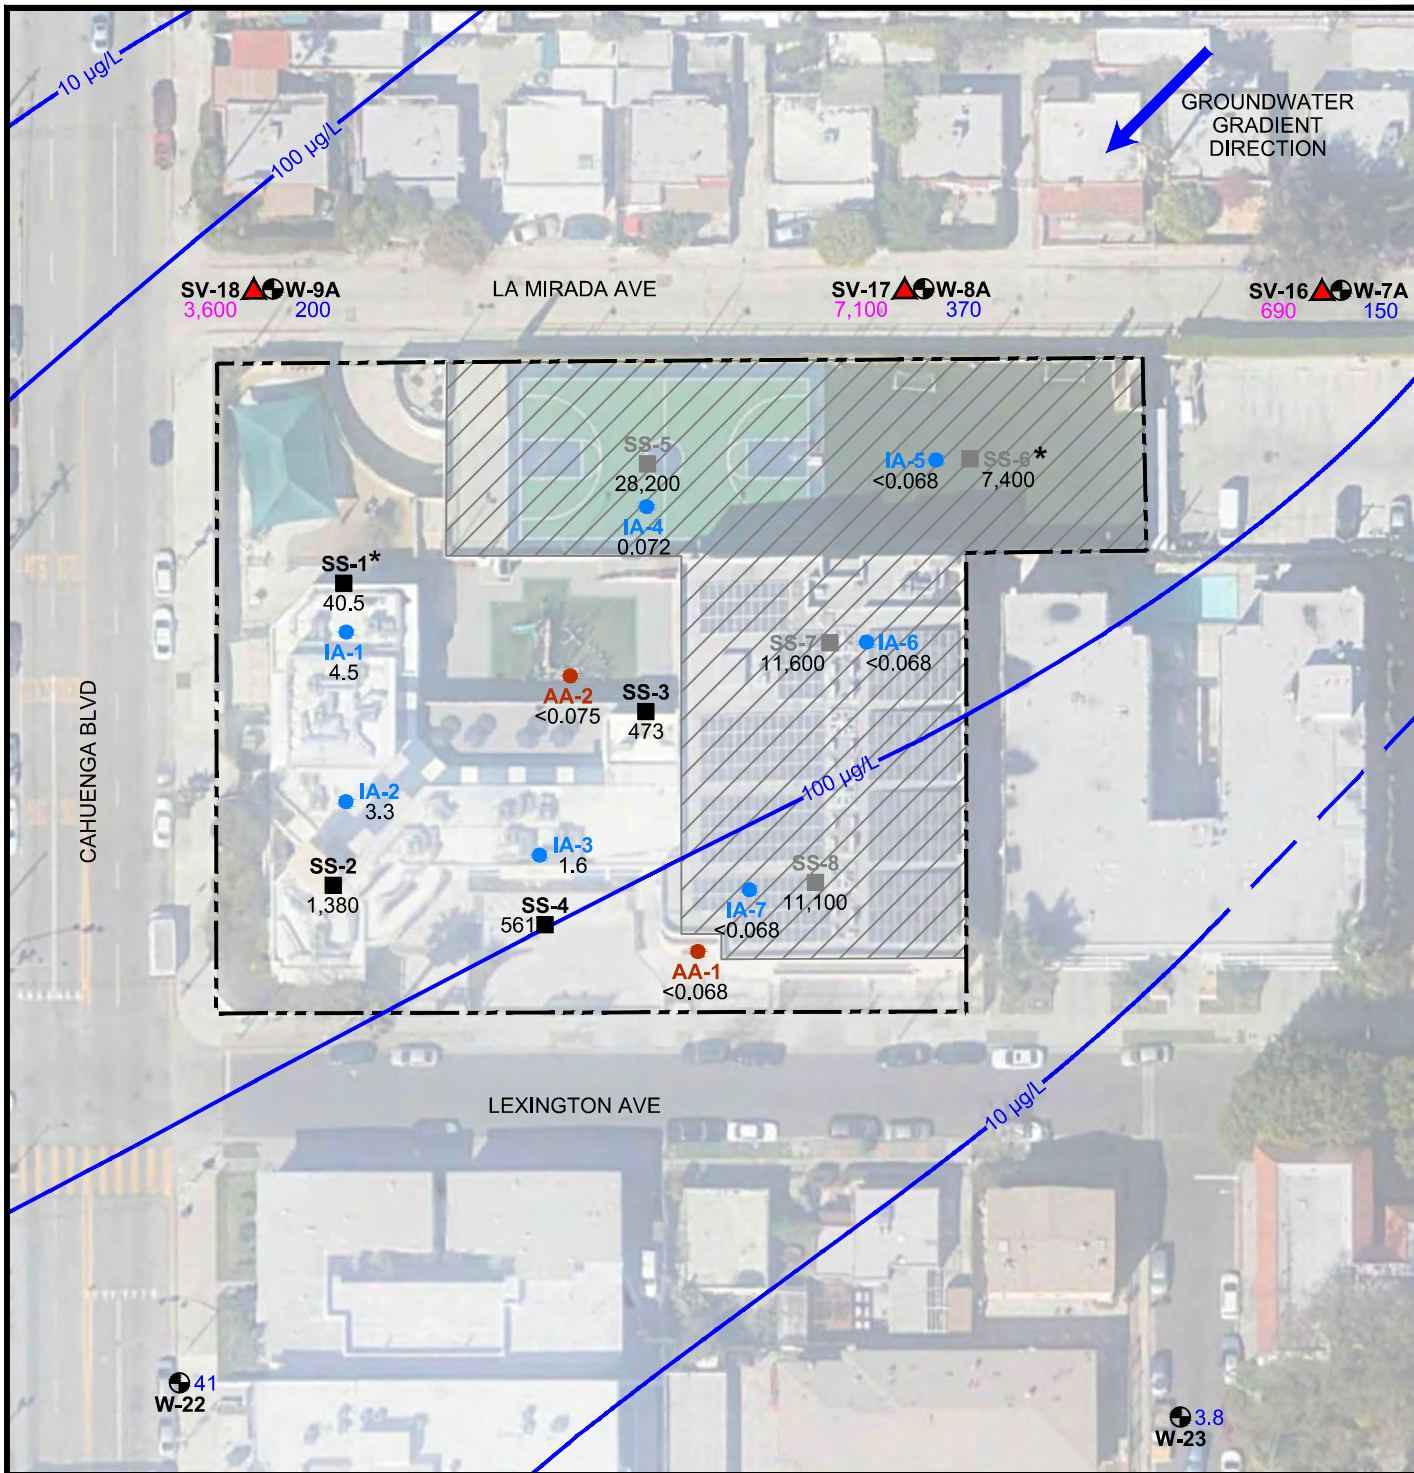 10 µg/L
100 µg/L
GROUNDWATER
GRADIENT
DIRECTION
SV-18 W-9A
3,600 200
LA MIRADA AVE
SV-17 W-8A
7,100 370
SV-16 W-7A
690 150
SS-5
28,200
IA-4
0.072
IA-5
<0.068
SS-6*
7,400
SS-1*
40.5
IA-1
4.5
SS-7
11,600
IA-6
<0.068
AA-2
<0.075
SS-3
473
CAHUENGA BLVD
IA-2
3.3
100 µg/L
IA-3
1.6
SS-2
1,380
SS-4
561
SS-8
11,100
IA-7
<0.068
AA-1
<0.068
LEXINGTON AVE
10 µg/L
41
W-22
3.8
W-23